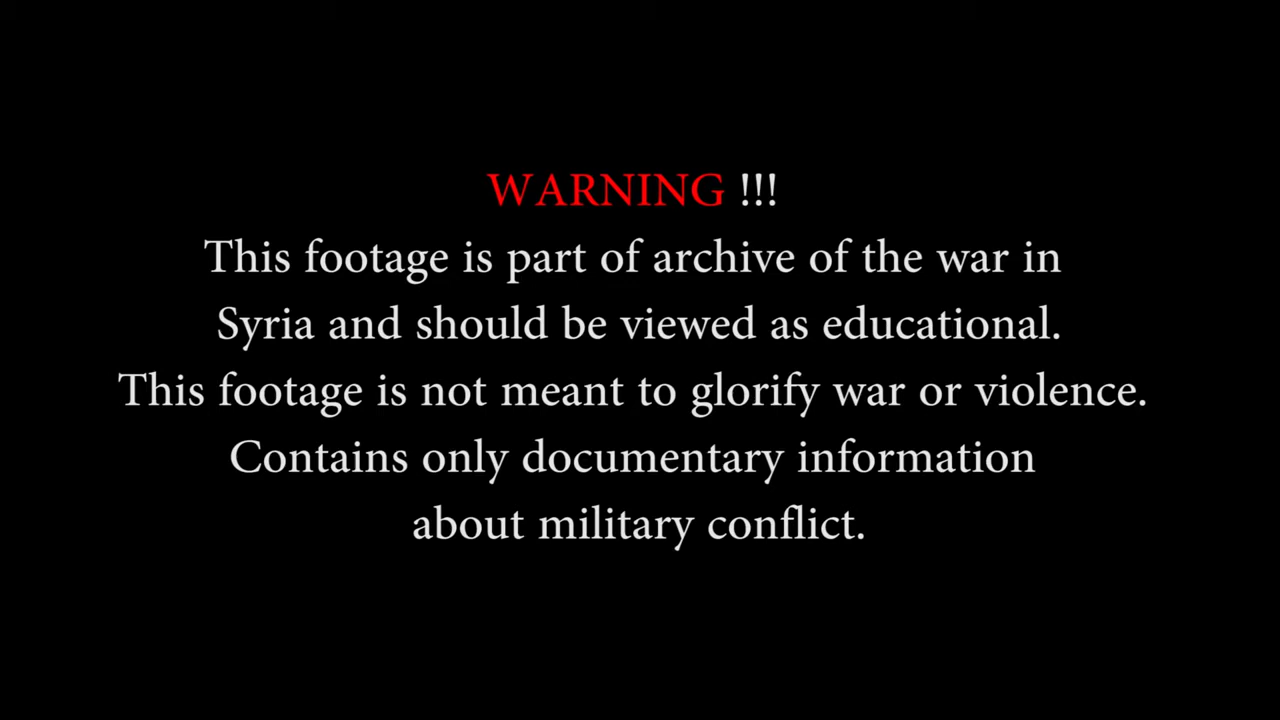 WARNING !!!
This footage is part of archive of the war in
Syria and should be viewed as educational.
This footage is not meant to glorify war or violence.
Contains only documentary information
about military conflict.